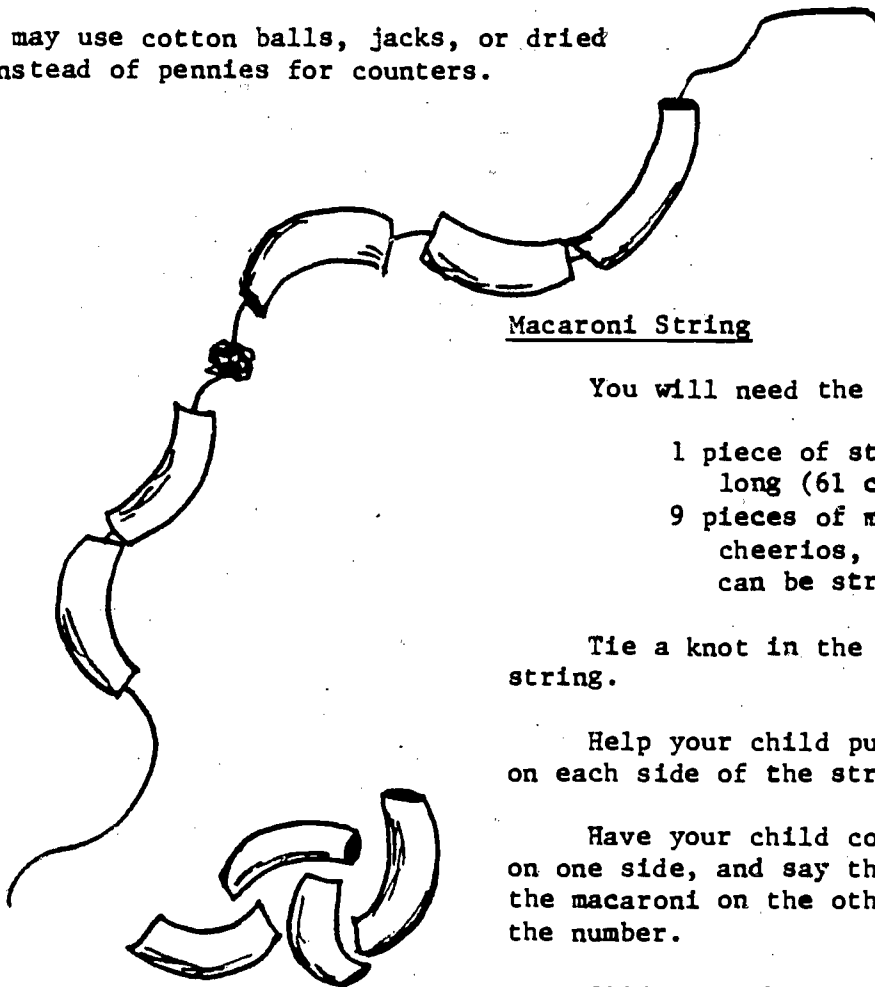 may use cotton balls, jacks, or dried
nstead of pennies for counters.
Macaroni String
You will need the
1 piece of st
long (61 c
9 pieces of m
cheerios,
can be str
Tie a knot in the
string.
Help your child pu
on each side of the str
Have your child co
on one side, and say th
the macaroni on the oth
the number.